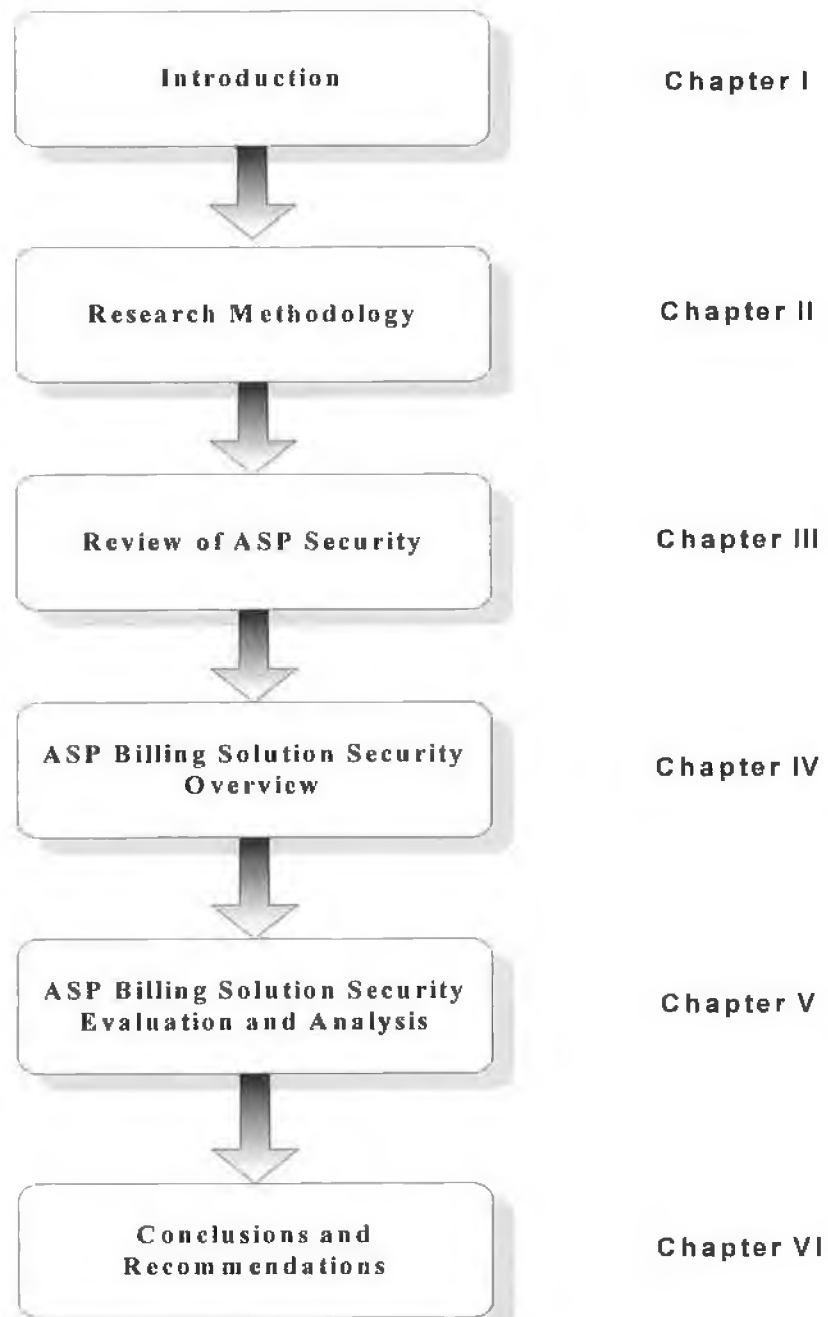 Introduction
Chapter I
Research Methodology
Chapter II
Review of ASP Security
Chapter III
ASP Billing Solution Security
Overview
Chapter IV
ASP Billing Solution Security
Evaluation and Analysis
Chapter V
Conclusions and
Recommendations
Chapter VI